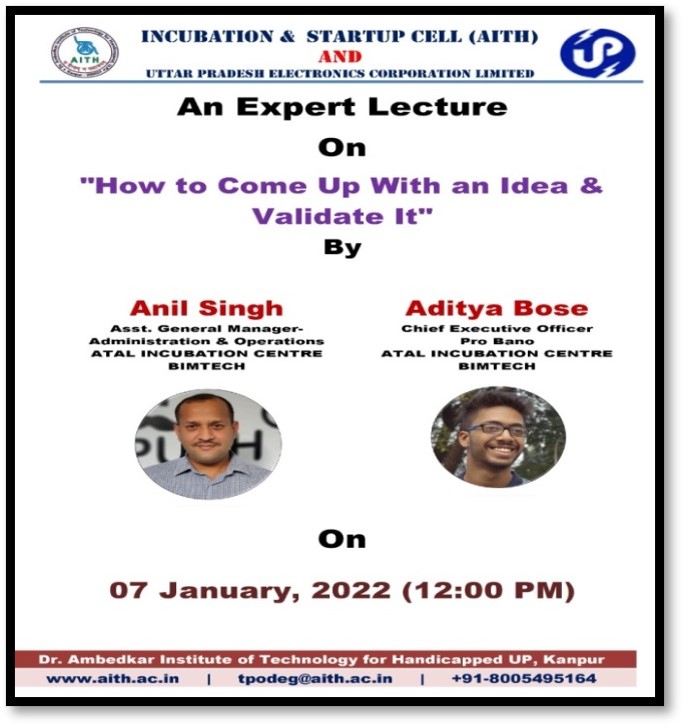 INCUBATION & STARTUP CELL (AITH)
AND
UTTAR PRADESH ELECTRONICS CORPORATION LIMITED
AITH
UP
An Expert Lecture
On
"How to Come Up With an Idea &
Validate It"
By
Anil Singh
Asst. General Manager-
Administration & Operations
ATAL INCUBATION CENTRE
BIMTECH
Aditya Bose
Chief Executive Officer
Pro Bano
ATAL INCUBATION CENTRE
BIMTECH
On
07 January, 2022 (12:00 PM)
Dr. Ambedkar Institute of Technology for Handicapped UP, Kanpur
www.aith.ac.in | tpodeg@aith.ac.in | +91-8005495164